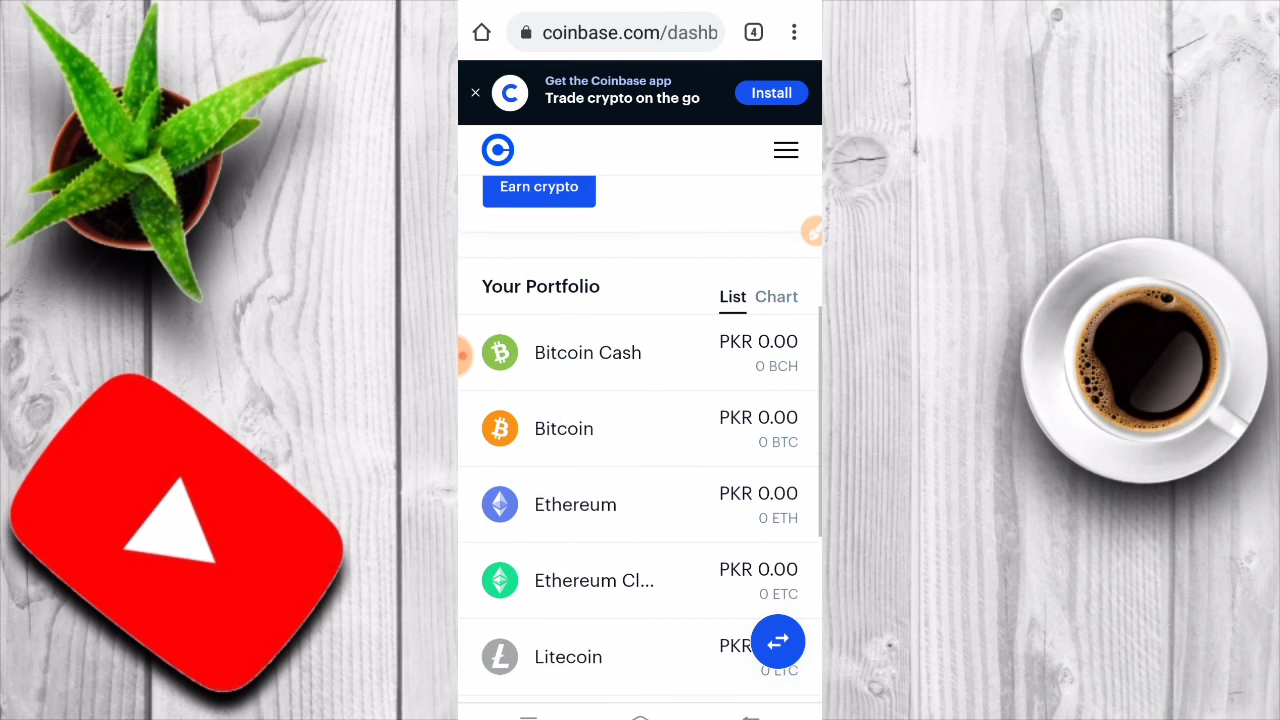 coinbase.com/dashb
4
Get the Coinbase app
Trade crypto on the go
Install
Earn crypto
Your Portfolio
List Chart
Bitcoin Cash
PKR 0.00
0 BCH
Bitcoin
PKR 0.00
0 BTC
Ethereum
PKR 0.00
0 ETH
Ethereum Cl...
PKR 0.00
0 ETC
Litecoin
PKR
0 LTC